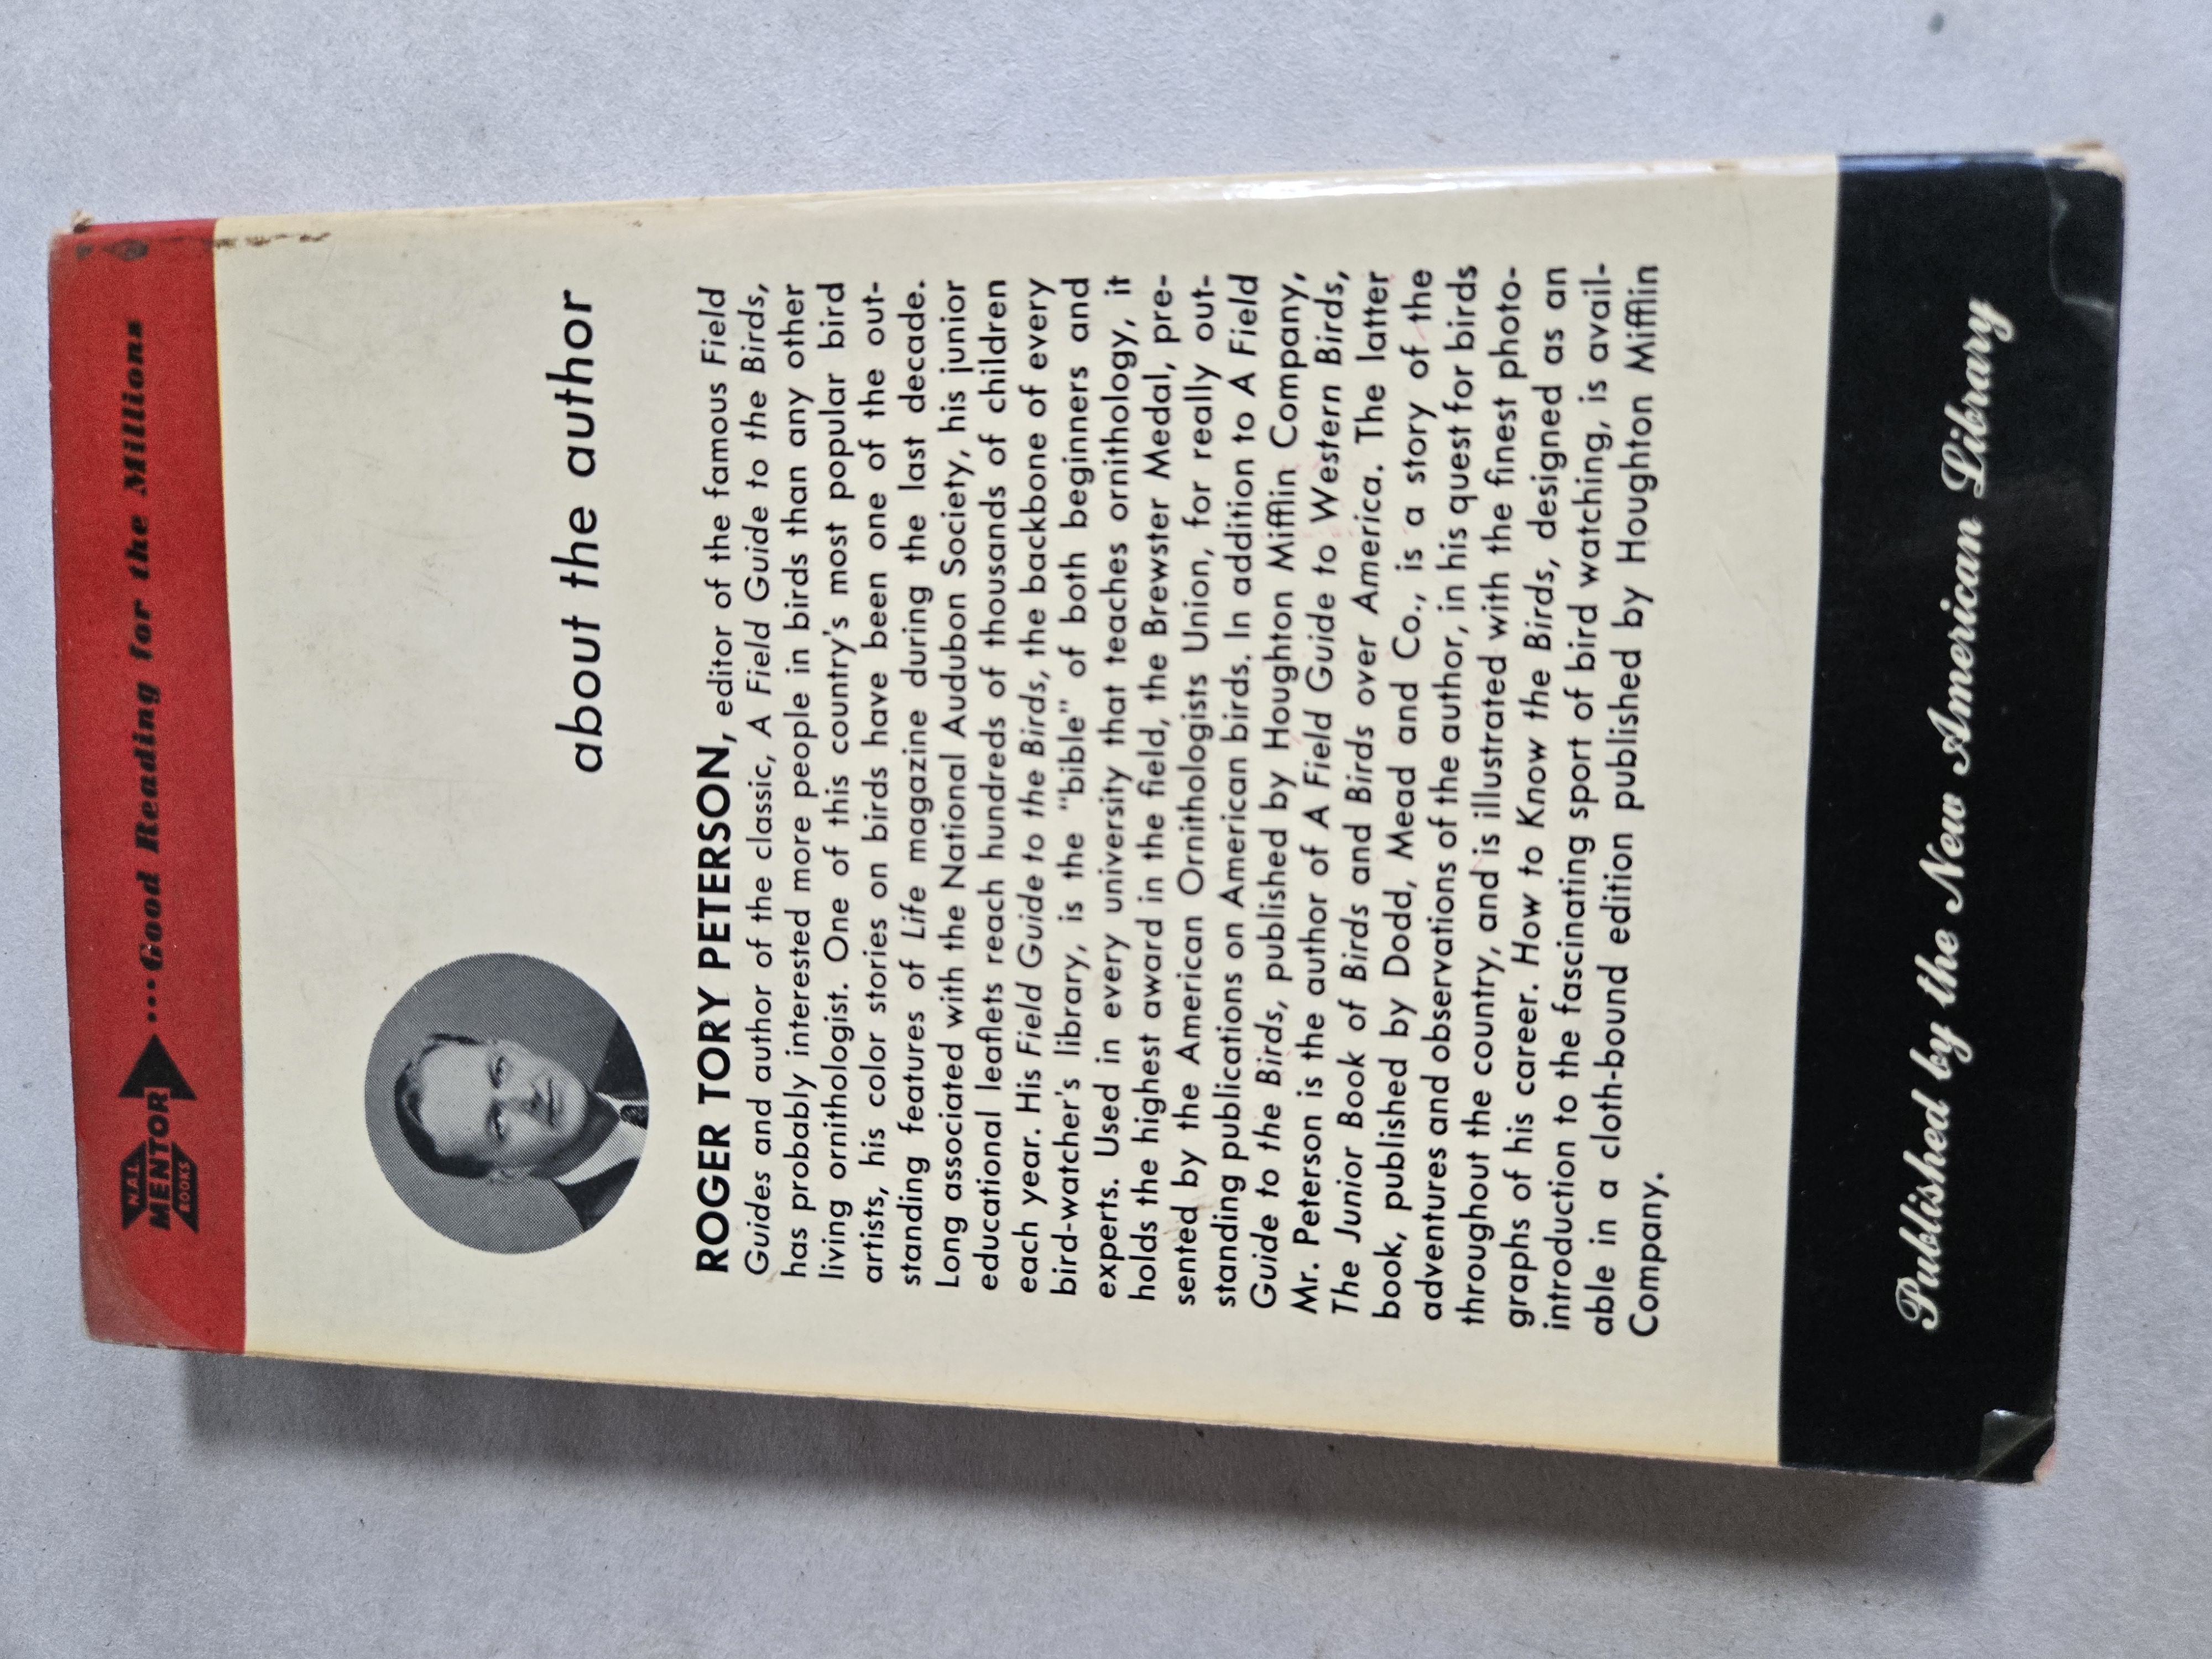 NAL
MENTOR
BOOKS
...Good Reading for the Millions
about the author
ROGER TORY PETERSON, editor of the famous Field
Guides and author of the classic, A Field Guide to the Birds,
has probably interested more people in birds than any other
living ornithologist. One of this country's most popular bird
artists, his color stories on birds have been one of the out-
standing features of Life magazine during the last decade.
Long associated with the National Audubon Society, his junior
educational leaflets reach hundreds of thousands of children
each year. His Field Guide to the Birds, the backbone of every
bird-watcher's library, is the "bible" of both beginners and
experts. Used in every university that teaches ornithology, it
holds the highest award in the field, the Brewster Medal, pre-
sented by the American Ornithologists Union, for really out-
standing publications on American birds. In addition to A Field
Guide to the Birds, published by Houghton Mifflin Company,
Mr. Peterson is the author of A Field Guide to Western Birds,
The Junior Book of Birds and Birds over America. The latter
book, published by Dodd, Mead and Co., is a story of the
adventures and observations of the author, in his quest for birds
throughout the country, and is illustrated with the finest photo-
graphs of his career. How to Know the Birds, designed as an
introduction to the fascinating sport of bird watching, is avail-
able in a cloth-bound edition published by Houghton Mifflin
Company.
Published by the New American Library